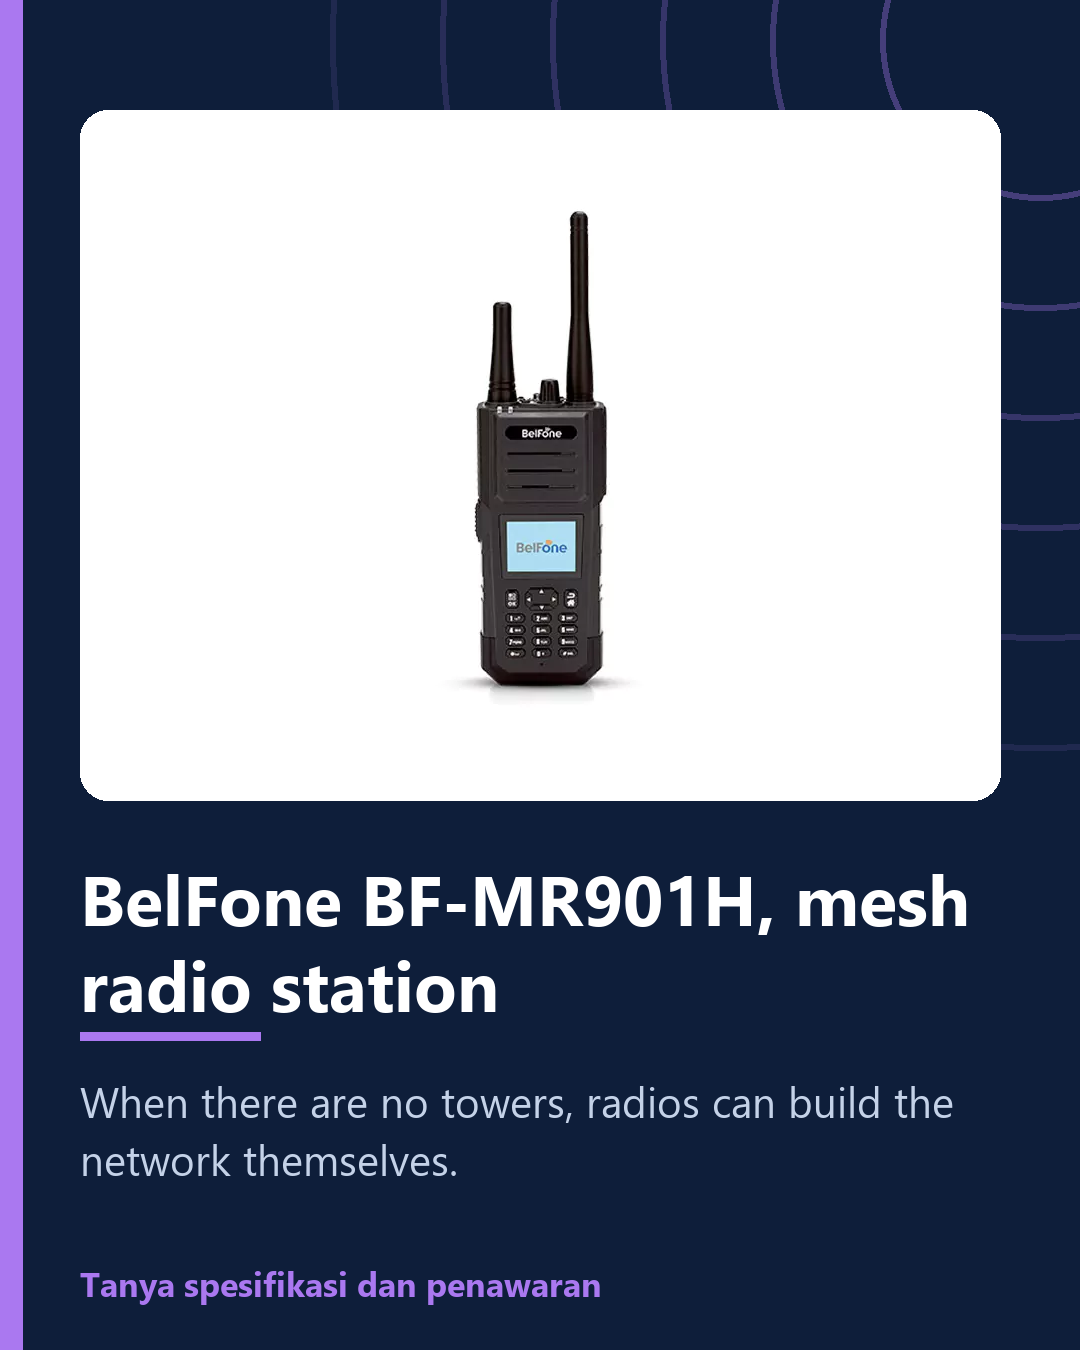 BelFone
BelFone
BelFone BF-MR901H, mesh
radio station
When there are no towers, radios can build the
network themselves.
Tanya spesifikasi dan penawaran